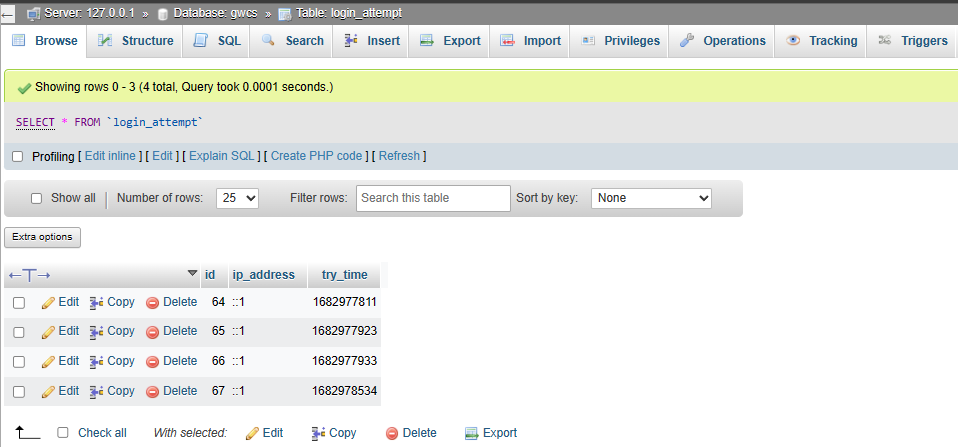 Server: 127.0.0.1 » Database: gwcs » Table: login_attempt
Browse Structure SQL Search Insert Export Import Privileges Operations Tracking Triggers
Showing rows 0 - 3 (4 total, Query took 0.0001 seconds.)
SELECT * FROM `login_attempt`
Profiling [ Edit inline ] [ Edit ] [ Explain SQL ] [ Create PHP code ] [ Refresh ]
Show all Number of rows: 25 Filter rows: Search this table Sort by key: None
Extra options
←T→ id ip_address try_time
Edit Copy Delete 64 ::1 1682977811
Edit Copy Delete 65 ::1 1682977923
Edit Copy Delete 66 ::1 1682977933
Edit Copy Delete 67 ::1 1682978534
Check all With selected: Edit Copy Delete Export